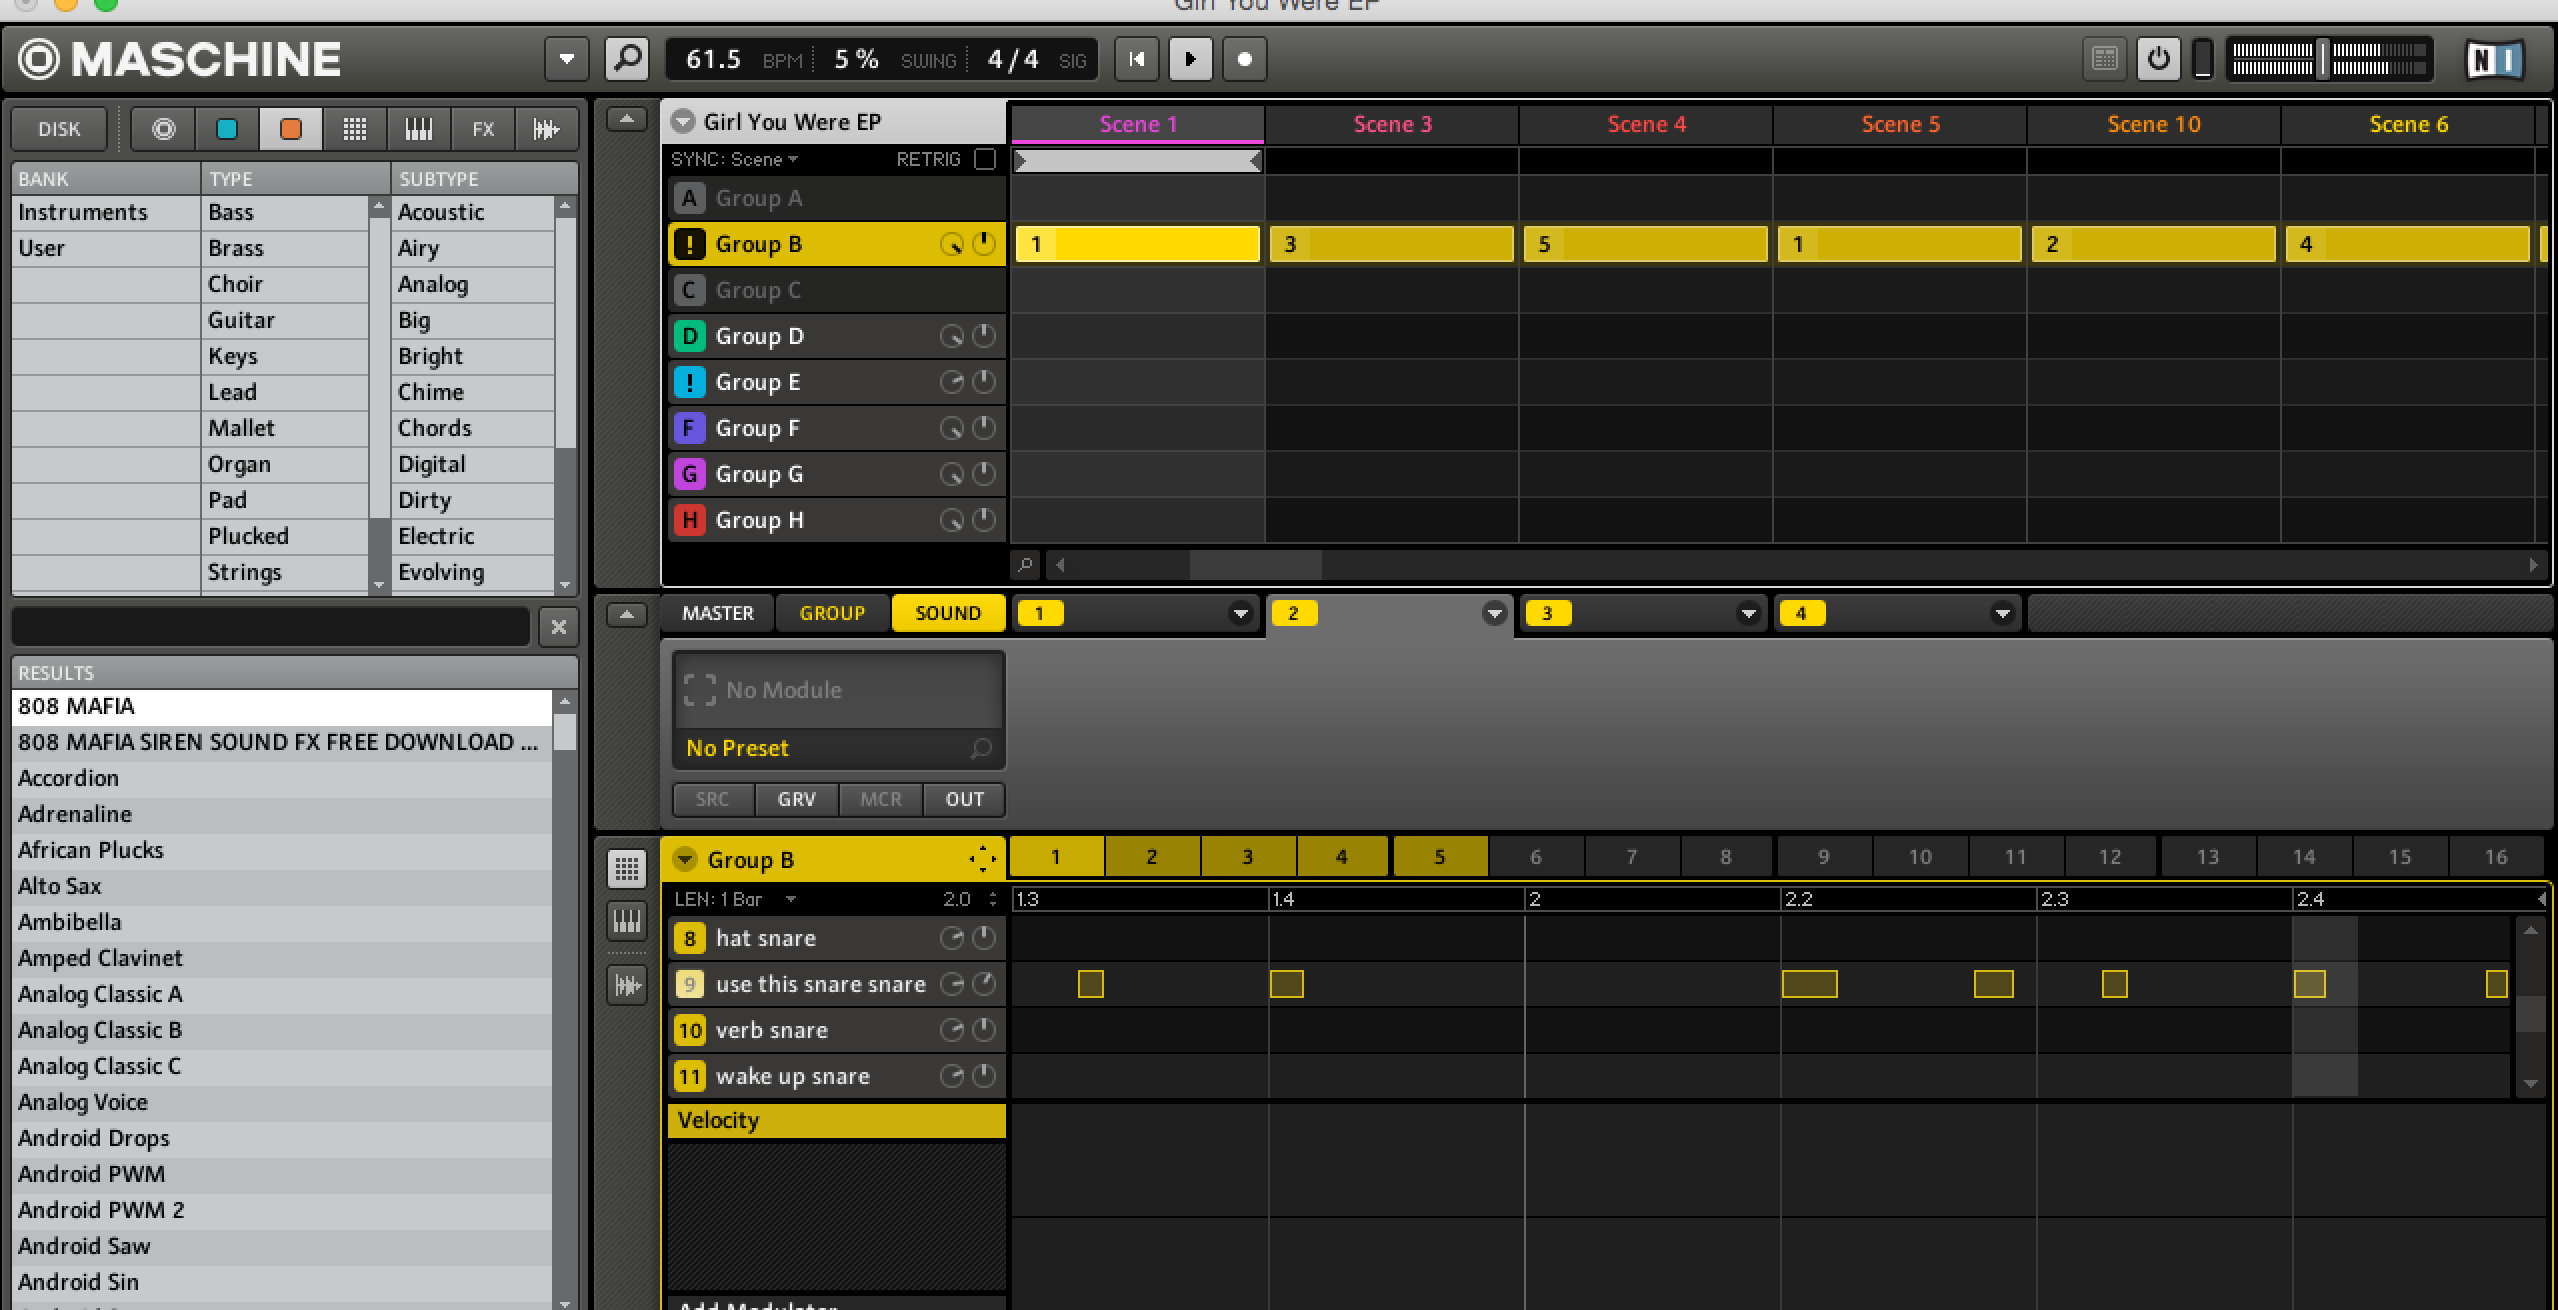 Girl You Were EP
MASCHINE
61.5 BPM 5 % SWING 4 / 4 SIG
NI
DISK FX
BANK TYPE SUBTYPE
Instruments Bass Acoustic
User Brass Airy
Choir Analog
Guitar Big
Keys Bright
Lead Chime
Mallet Chords
Organ Digital
Pad Dirty
Plucked Electric
Strings Evolving
RESULTS
808 MAFIA
808 MAFIA SIREN SOUND FX FREE DOWNLOAD ...
Accordion
Adrenaline
African Plucks
Alto Sax
Ambibella
Amped Clavinet
Analog Classic A
Analog Classic B
Analog Classic C
Analog Voice
Android Drops
Android PWM
Android PWM 2
Android Saw
Android Sin
Girl You Were EP Scene 1 Scene 3 Scene 4 Scene 5 Scene 10 Scene 6
SYNC: Scene RETRIG
A Group A
! Group B 1 3 5 1 2 4
C Group C
D Group D
! Group E
F Group F
G Group G
H Group H
MASTER GROUP SOUND 1 2 3 4
No Module
No Preset
SRC GRV MCR OUT
Group B 1 2 3 4 5 6 7 8 9 10 11 12 13 14 15 16
LEN: 1 Bar 2.0 1.3 1.4 2 2.2 2.3 2.4
8 hat snare
9 use this snare snare
10 verb snare
11 wake up snare
Velocity
Add Modulator